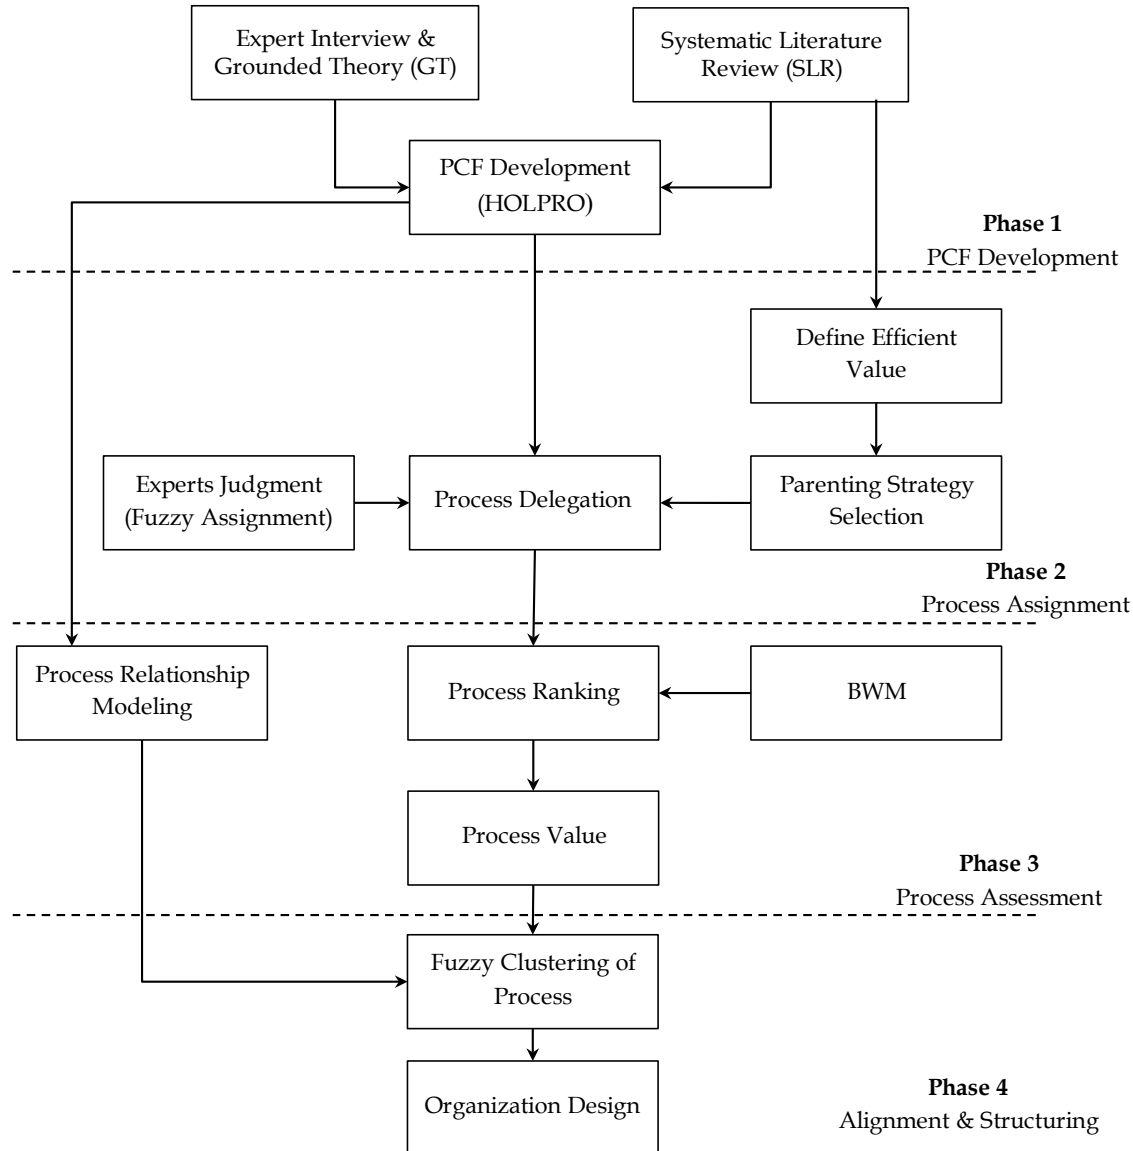 Expert Interview &
Grounded Theory (GT)
Systematic Literature
Review (SLR)
PCF Development
(HOLPRO)
Phase 1
PCF Development
Define Efficient
Value
Experts Judgment
(Fuzzy Assignment)
Process Delegation
Parenting Strategy
Selection
Phase 2
Process Assignment
Process Relationship
Modeling
Process Ranking
BWM
Process Value
Phase 3
Process Assessment
Fuzzy Clustering of
Process
Organization Design
Phase 4
Alignment & Structuring